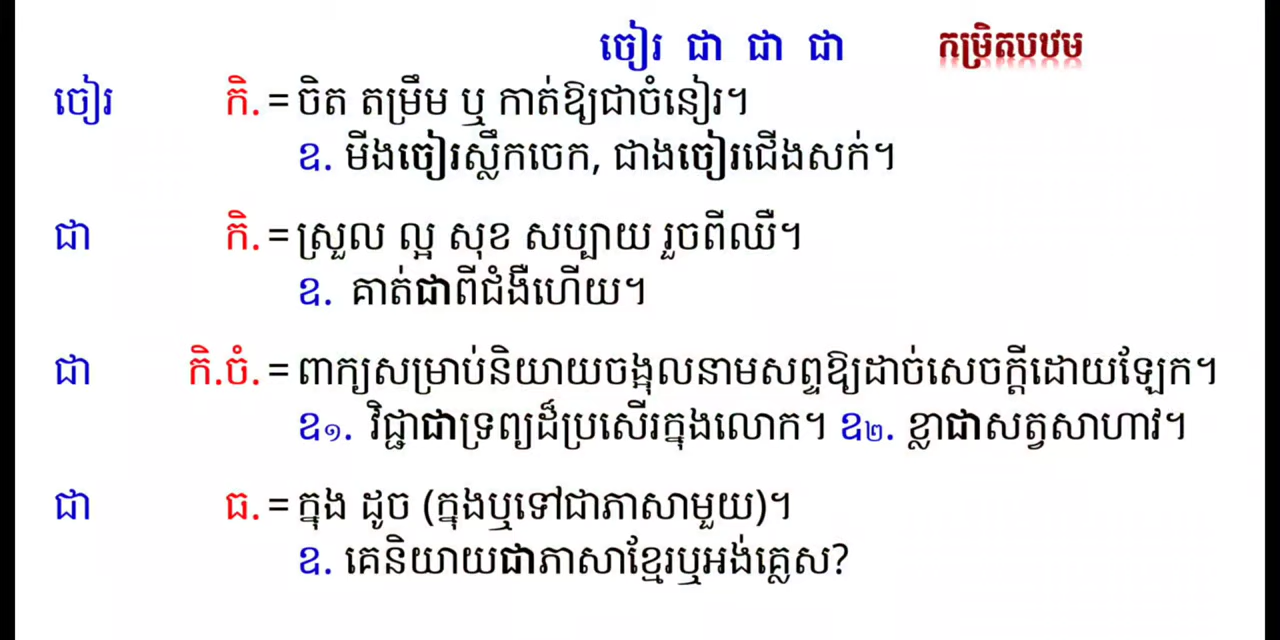 ចៀរ ជា ជា ជា កម្រិតបឋម
ចៀរ កិ. = ចិត តម្រឹម ឬ កាត់ឱ្យជាចំនៀរ។
ឧ. មីងចៀរស្លឹកចេក, ជាងចៀរជើងសក់។
ជា កិ. = ស្រួល ល្អ សុខ សប្បាយ រួចពីឈឺ។
ឧ. គាត់ជាពីជំងឺហើយ។
ជា កិ.ចំ. = ពាក្យសម្រាប់និយាយចង្អុលនាមសព្ទឱ្យដាច់សេចក្ដីដោយឡែក។
ឧ១. វិជ្ជាជាទ្រព្យដ៏ប្រសើរក្នុងលោក។ ឧ២. ខ្លាជាសត្វសាហាវ។
ជា ធ. = ក្នុង ដូច (ក្នុងឬទៅជាភាសាមួយ)។
ឧ. គេនិយាយជាភាសាខ្មែរឬអង់គ្លេស?